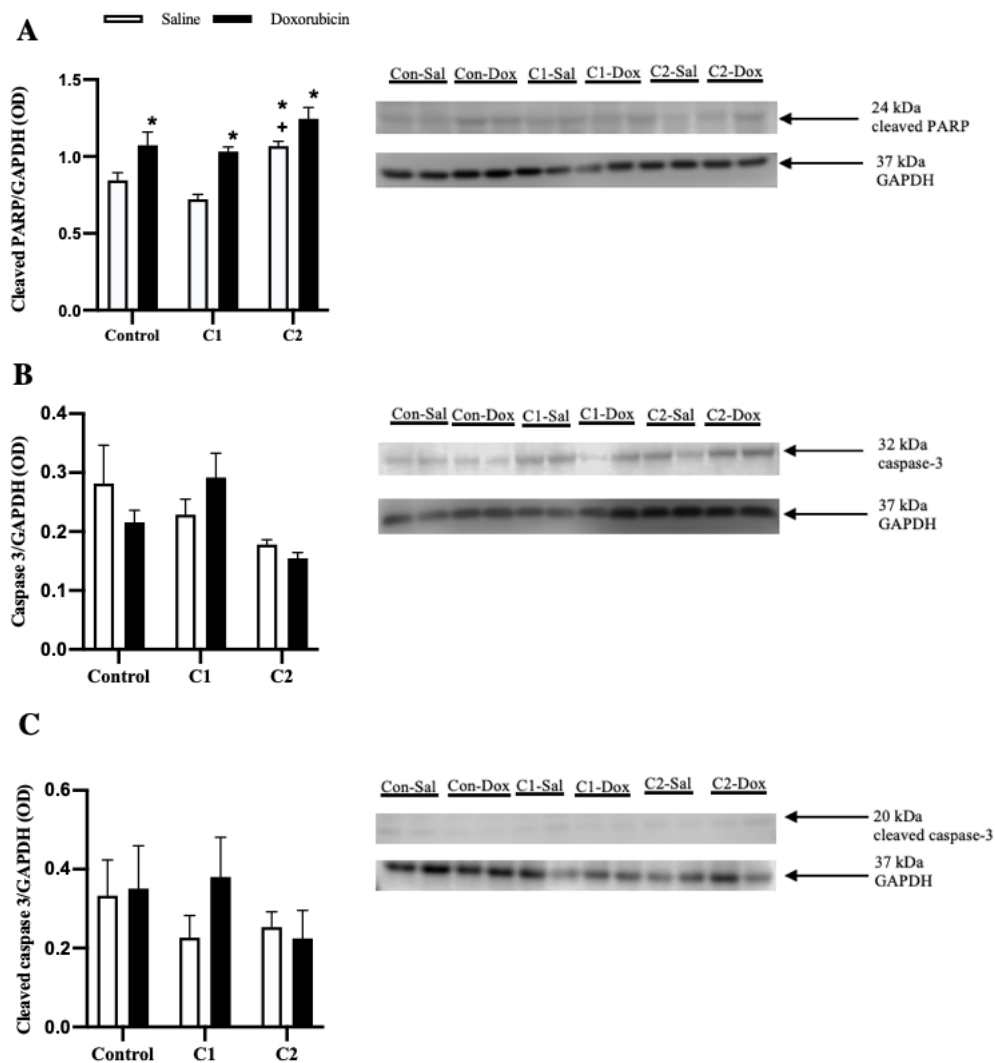 Saline Doxorubicin
A
Cleaved PARP/GAPDH (OD)
1.5
1.0
0.5
0.0
* * * + *
Control C1 C2
Con-Sal Con-Dox C1-Sal C1-Dox C2-Sal C2-Dox
24 kDa
cleaved PARP
37 kDa
GAPDH
B
Caspase 3/GAPDH (OD)
0.4
0.3
0.2
0.1
0.0
Control C1 C2
Con-Sal Con-Dox C1-Sal C1-Dox C2-Sal C2-Dox
32 kDa
caspase-3
37 kDa
GAPDH
C
Cleaved caspase 3/GAPDH (OD)
0.6
0.4
0.2
0.0
Control C1 C2
Con-Sal Con-Dox C1-Sal C1-Dox C2-Sal C2-Dox
20 kDa
cleaved caspase-3
37 kDa
GAPDH